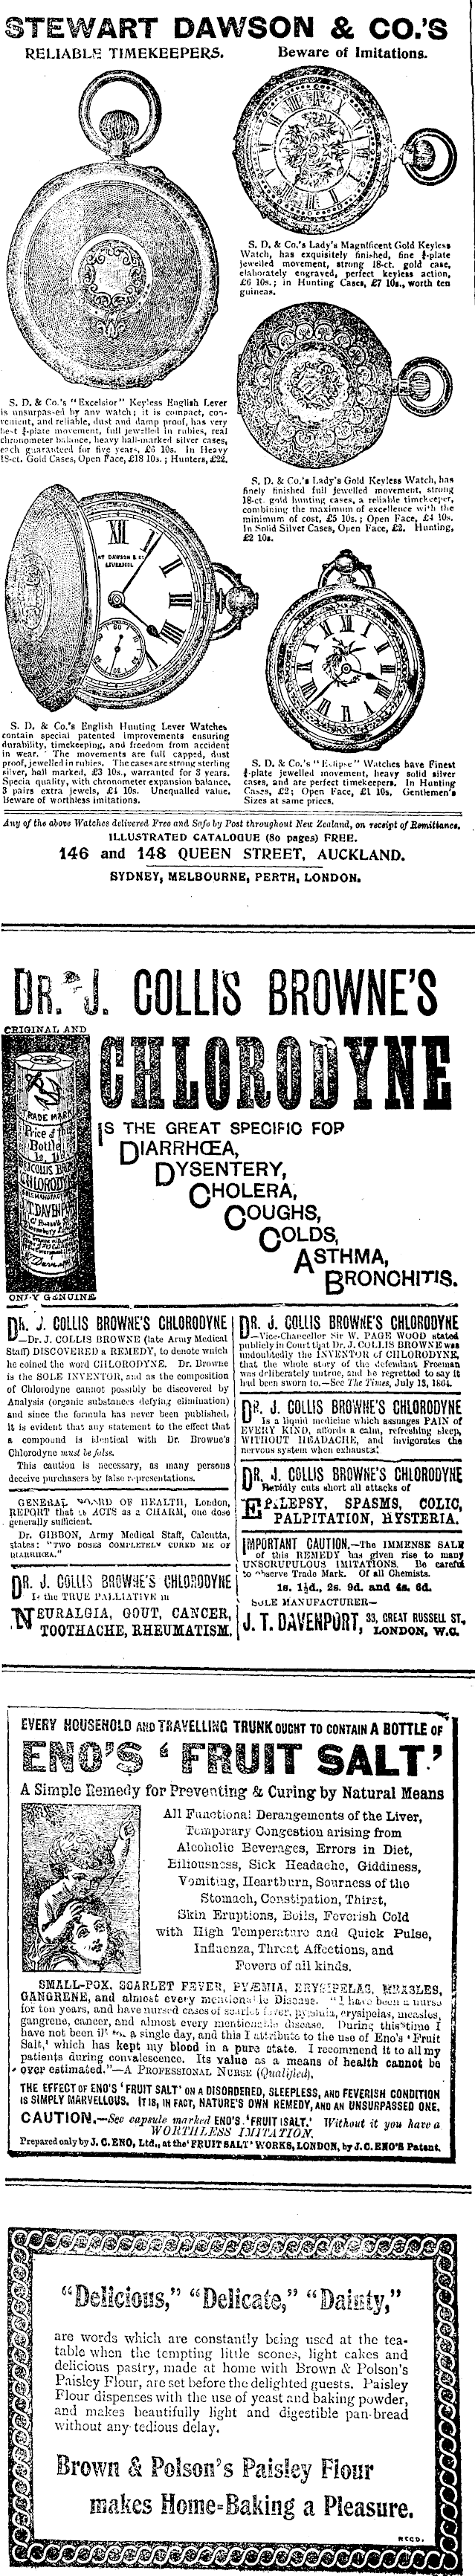 STEWART DAWSON & CO.'S
RELIABLE TIMEKEEPERS.
Beware of Imitations.
S. D. & Co.'s Lady's Magnificent Gold Keyless
Watch, has exquisitely finished, fine ¾-plate
jewelled movement, strong 18-ct. gold case,
elaborately engraved, perfect keyless action,
£6 10s.; in Hunting Cases, £7 10s., worth ten
guineas.
S. D. & Co.'s "Excelsior" Keyless English Lever
is unsurpassed by any watch; it is compact, con-
venient, and reliable, dust and damp proof, has very
best ¾-plate movement, full jewelled in rubies, real
chronometer balance, heavy hall-marked silver cases,
each guaranteed for five years, £6 10s. In Heavy
18-ct. Gold Cases, Open Face, £18 10s.; Hunters, £22.
S. D. & Co.'s Lady's Gold Keyless Watch, has
finely finished full jewelled movement, strong
18-ct. gold hunting cases, a reliable timekeeper,
combining the maximum of excellence with the
minimum of cost, £5 10s.; Open Face, £4 10s.
In Solid Silver Cases, Open Face, £2. Hunting,
£2 10s.
DAWSON & CO
LIVERPOOL
S. D. & Co.'s English Hunting Lever Watches
contain special patented improvements ensuring
durability, timekeeping, and freedom from accident
in wear. The movements are full capped, dust
proof, jewelled in rubies. The cases are strong sterling
silver, hall marked, £3 10s., warranted for 3 years.
Special quality, with chronometer expansion balance,
3 pairs extra jewels, £4 10s. Unequalled value.
Beware of worthless imitations.
S. D. & Co.'s "Eclipse" Watches have Finest
¾-plate jewelled movement, heavy solid silver
cases, and are perfect timekeepers. In Hunting
Cases, £2; Open Face, £1 10s. Gentlemen's
Sizes at same prices.
Any of the above Watches delivered Free and Safe by Post throughout New Zealand, on receipt of Remittance.
ILLUSTRATED CATALOGUE (80 pages) FREE.
146 and 148 QUEEN STREET, AUCKLAND.
SYDNEY, MELBOURNE, PERTH, LONDON.
DR. J. COLLIS BROWNE'S
ORIGINAL AND
CHLORODYNE
TRADE MARK
Price of this
Bottle
CHLORODYNE
T. DAVENPORT
ONLY GENUINE
IS THE GREAT SPECIFIC FOR
DIARRHŒA,
DYSENTERY,
CHOLERA,
COUGHS,
COLDS,
ASTHMA,
BRONCHITIS.
DR. J. COLLIS BROWNE'S CHLORODYNE
—Dr. J. COLLIS BROWNE (late Army Medical
Staff) DISCOVERED a REMEDY, to denote which
he coined the word CHLORODYNE. Dr. Browne
is the SOLE INVENTOR, and as the composition
of Chlorodyne cannot possibly be discovered by
Analysis (organic substances defying elimination)
and since the formula has never been published,
it is evident that any statement to the effect that
a compound is identical with Dr. Browne's
Chlorodyne must be false.
This caution is necessary, as many persons
deceive purchasers by false representations.
GENERAL BOARD OF HEALTH, London,
REPORT that it ACTS as a CHARM, one dose
generally sufficient.
Dr. GIBBON, Army Medical Staff, Calcutta,
states: "TWO DOSES COMPLETELY CURED ME OF
DIARRHŒA."
DR. J. COLLIS BROWNE'S CHLORODYNE
Is the TRUE PALLIATIVE in
NEURALGIA, GOUT, CANCER,
TOOTHACHE, RHEUMATISM.
DR. J. COLLIS BROWNE'S CHLORODYNE
—Vice-Chancellor Sir W. PAGE WOOD stated
publicly in Court that Dr. J. COLLIS BROWNE was
undoubtedly the INVENTOR of CHLORODYNE,
that the whole story of the defendant Freeman
was deliberately untrue, and he regretted to say it
had been sworn to.—See The Times, July 13, 1864.
DR. J. COLLIS BROWNE'S CHLORODYNE
Is a liquid medicine which assuages PAIN of
EVERY KIND, affords a calm, refreshing sleep,
WITHOUT HEADACHE, and invigorates the
nervous system when exhausted.
DR. J. COLLIS BROWNE'S CHLORODYNE
Rapidly cuts short all attacks of
EPILEPSY, SPASMS, COLIC,
PALPITATION, HYSTERIA.
IMPORTANT CAUTION.—The IMMENSE SALE
of this REMEDY has given rise to many
UNSCRUPULOUS IMITATIONS. Be careful
to observe Trade Mark. Of all Chemists.
1s. 1½d., 2s. 9d. and 4s. 6d.
SOLE MANUFACTURER—
J. T. DAVENPORT, 33, GREAT RUSSELL ST.,
LONDON, W.C.
EVERY HOUSEHOLD AND TRAVELLING TRUNK OUGHT TO CONTAIN A BOTTLE OF
ENO'S 'FRUIT SALT.'
A Simple Remedy for Preventing & Curing by Natural Means
All Functional Derangements of the Liver,
Temporary Congestion arising from
Alcoholic Beverages, Errors in Diet,
Biliousness, Sick Headache, Giddiness,
Vomiting, Heartburn, Sourness of the
Stomach, Constipation, Thirst,
Skin Eruptions, Boils, Feverish Cold
with High Temperature and Quick Pulse,
Influenza, Throat Affections, and
Fevers of all kinds.
SMALL-POX, SCARLET FEVER, PYÆMIA, ERYSIPELAS, MEASLES,
GANGRENE, and almost every mentionable Disease. "I have been a nurse
for ten years, and have nursed cases of scarlet fever, pyæmia, erysipelas, measles,
gangrene, cancer, and almost every mentionable disease. During this time I
have not been ill for a single day, and this I attribute to the use of Eno's 'Fruit
Salt,' which has kept my blood in a pure state. I recommend it to all my
patients during convalescence. Its value as a means of health cannot be
over estimated."—A PROFESSIONAL NURSE (Qualified).
THE EFFECT OF ENO'S 'FRUIT SALT' ON A DISORDERED, SLEEPLESS, AND FEVERISH CONDITION
IS SIMPLY MARVELLOUS. IT IS, IN FACT, NATURE'S OWN REMEDY, AND AN UNSURPASSED ONE.
CAUTION.—See capsule marked ENO'S 'FRUIT SALT.' Without it you have a
WORTHLESS IMITATION.
Prepared only by J. C. ENO, Ltd., at the 'FRUIT SALT' WORKS, LONDON, by J. C. ENO'S Patent.
"Delicious," "Delicate," "Dainty,"
are words which are constantly being used at the tea-
table when the tempting little scones, light cakes and
delicious pastry, made at home with Brown & Polson's
Paisley Flour, are set before the delighted guests. Paisley
Flour dispenses with the use of yeast and baking powder,
and makes beautifully light and digestible pan-bread
without any tedious delay.
Brown & Polson's Paisley Flour
makes Home-Baking a Pleasure.